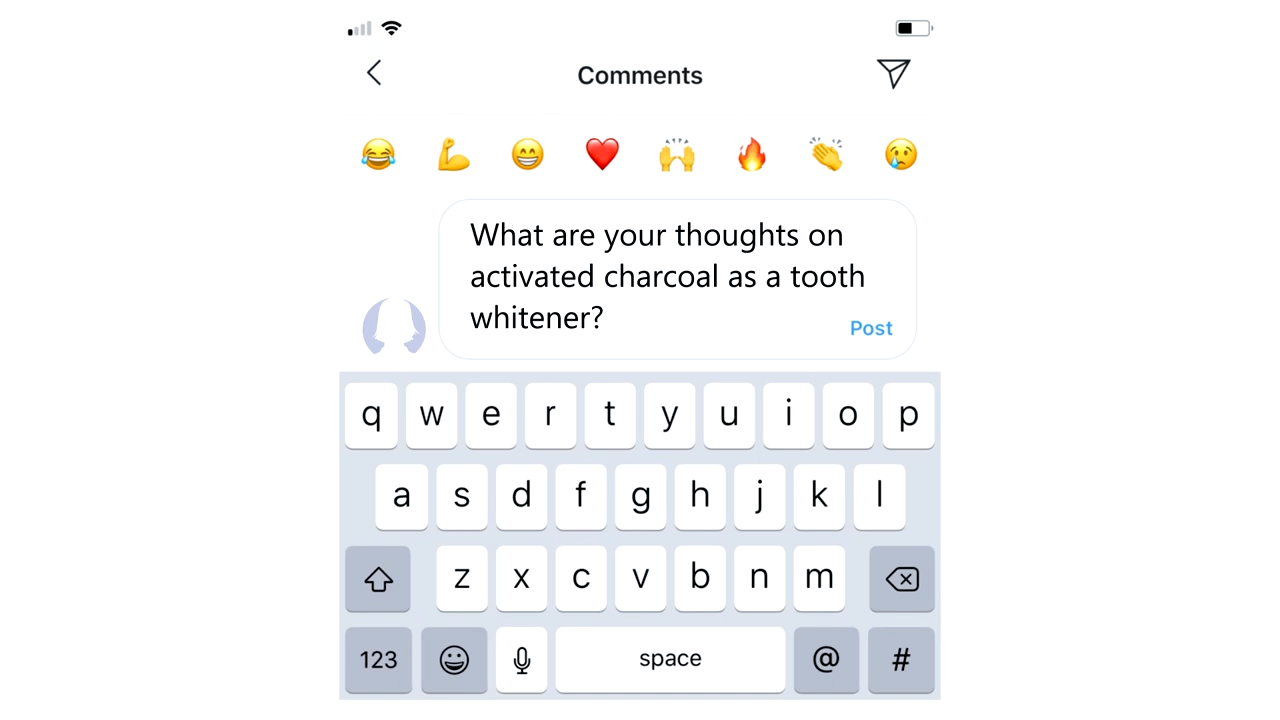 Comments
What are your thoughts on
activated charcoal as a tooth
whitener?
Post
q w e r t y u i o p
a s d f g h j k l
z x c v b n m
123 space @ #